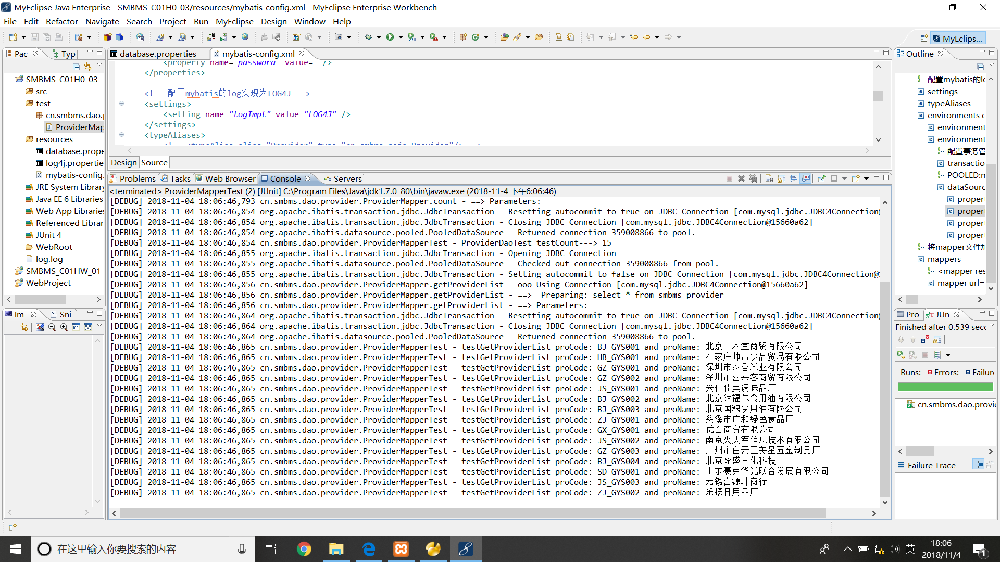 MyEclipse Java Enterprise - SMBMS_C01H0_03/resources/mybatis-config.xml - MyEclipse Enterprise Workbench
File Edit Refactor Navigate Search Project Run MyEclipse Design Window Help
MyEclips...
Pac Typ
SMBMS_C01H0_03
src
test
cn.smbms.dao.
ProviderMap
resources
database.prope
log4j.propertie
mybatis-config.
JRE System Library
Java EE 6 Libraries
Web App Libraries
Referenced Librar
JUnit 4
WebRoot
log.log
SMBMS_C01HW_01
WebProject
Im Sni
database.properties mybatis-config.xml
<property name="password" value="" />
</properties>
<!-- 配置mybatis的log实现为LOG4J -->
<settings>
<setting name="logImpl" value="LOG4J" />
</settings>
<typeAliases>
<!-- <typeAlias alias="Provider" type="cn.smbms.pojo.Provider"/> -->
Design Source
Problems Tasks Web Browser Console Servers
<terminated> ProviderMapperTest (2) [JUnit] C:\Program Files\Java\jdk1.7.0_80\bin\javaw.exe (2018-11-4 下午6:06:46)
[DEBUG] 2018-11-04 18:06:46,793 cn.smbms.dao.provider.ProviderMapper.count - ==> Parameters:
[DEBUG] 2018-11-04 18:06:46,854 org.apache.ibatis.transaction.jdbc.JdbcTransaction - Resetting autocommit to true on JDBC Connection [com.mysql.jdbc.JDBC4Connection@
[DEBUG] 2018-11-04 18:06:46,854 org.apache.ibatis.transaction.jdbc.JdbcTransaction - Closing JDBC Connection [com.mysql.jdbc.JDBC4Connection@15660a62]
[DEBUG] 2018-11-04 18:06:46,854 org.apache.ibatis.datasource.pooled.PooledDataSource - Returned connection 359008866 to pool.
[DEBUG] 2018-11-04 18:06:46,854 cn.smbms.dao.provider.ProviderMapperTest - ProviderDaoTest testCount---> 15
[DEBUG] 2018-11-04 18:06:46,855 org.apache.ibatis.transaction.jdbc.JdbcTransaction - Opening JDBC Connection
[DEBUG] 2018-11-04 18:06:46,855 org.apache.ibatis.datasource.pooled.PooledDataSource - Checked out connection 359008866 from pool.
[DEBUG] 2018-11-04 18:06:46,855 org.apache.ibatis.transaction.jdbc.JdbcTransaction - Setting autocommit to false on JDBC Connection [com.mysql.jdbc.JDBC4Connection@
[DEBUG] 2018-11-04 18:06:46,856 cn.smbms.dao.provider.ProviderMapper.getProviderList - ooo Using Connection [com.mysql.jdbc.JDBC4Connection@15660a62]
[DEBUG] 2018-11-04 18:06:46,856 cn.smbms.dao.provider.ProviderMapper.getProviderList - ==>  Preparing: select * from smbms_provider
[DEBUG] 2018-11-04 18:06:46,856 cn.smbms.dao.provider.ProviderMapper.getProviderList - ==> Parameters:
[DEBUG] 2018-11-04 18:06:46,864 org.apache.ibatis.transaction.jdbc.JdbcTransaction - Resetting autocommit to true on JDBC Connection [com.mysql.jdbc.JDBC4Connection@
[DEBUG] 2018-11-04 18:06:46,864 org.apache.ibatis.transaction.jdbc.JdbcTransaction - Closing JDBC Connection [com.mysql.jdbc.JDBC4Connection@15660a62]
[DEBUG] 2018-11-04 18:06:46,864 org.apache.ibatis.datasource.pooled.PooledDataSource - Returned connection 359008866 to pool.
[DEBUG] 2018-11-04 18:06:46,865 cn.smbms.dao.provider.ProviderMapperTest - testGetProviderList proCode: BJ_GYS001 and proName: 北京三木堂商贸有限公司
[DEBUG] 2018-11-04 18:06:46,865 cn.smbms.dao.provider.ProviderMapperTest - testGetProviderList proCode: HB_GYS001 and proName: 石家庄帅益食品贸易有限公司
[DEBUG] 2018-11-04 18:06:46,865 cn.smbms.dao.provider.ProviderMapperTest - testGetProviderList proCode: GZ_GYS001 and proName: 深圳市泰香米业有限公司
[DEBUG] 2018-11-04 18:06:46,865 cn.smbms.dao.provider.ProviderMapperTest - testGetProviderList proCode: GZ_GYS002 and proName: 深圳市喜来客商贸有限公司
[DEBUG] 2018-11-04 18:06:46,865 cn.smbms.dao.provider.ProviderMapperTest - testGetProviderList proCode: JS_GYS001 and proName: 兴化佳美调味品厂
[DEBUG] 2018-11-04 18:06:46,865 cn.smbms.dao.provider.ProviderMapperTest - testGetProviderList proCode: BJ_GYS002 and proName: 北京纳福尔食用油有限公司
[DEBUG] 2018-11-04 18:06:46,865 cn.smbms.dao.provider.ProviderMapperTest - testGetProviderList proCode: BJ_GYS003 and proName: 北京国粮食用油有限公司
[DEBUG] 2018-11-04 18:06:46,865 cn.smbms.dao.provider.ProviderMapperTest - testGetProviderList proCode: ZJ_GYS001 and proName: 慈溪市广和绿色食品厂
[DEBUG] 2018-11-04 18:06:46,865 cn.smbms.dao.provider.ProviderMapperTest - testGetProviderList proCode: GX_GYS001 and proName: 优百商贸有限公司
[DEBUG] 2018-11-04 18:06:46,865 cn.smbms.dao.provider.ProviderMapperTest - testGetProviderList proCode: JS_GYS002 and proName: 南京火头军信息技术有限公司
[DEBUG] 2018-11-04 18:06:46,865 cn.smbms.dao.provider.ProviderMapperTest - testGetProviderList proCode: GZ_GYS003 and proName: 广州市白云区美星五金制品厂
[DEBUG] 2018-11-04 18:06:46,865 cn.smbms.dao.provider.ProviderMapperTest - testGetProviderList proCode: BJ_GYS004 and proName: 北京隆盛日化科技
[DEBUG] 2018-11-04 18:06:46,865 cn.smbms.dao.provider.ProviderMapperTest - testGetProviderList proCode: SD_GYS001 and proName: 山东豪克华光联合发展有限公司
[DEBUG] 2018-11-04 18:06:46,865 cn.smbms.dao.provider.ProviderMapperTest - testGetProviderList proCode: JS_GYS003 and proName: 无锡喜源坤商行
[DEBUG] 2018-11-04 18:06:46,865 cn.smbms.dao.provider.ProviderMapperTest - testGetProviderList proCode: ZJ_GYS002 and proName: 乐摆日用品厂
Outline
配置mybatis的lo
settings
typeAliases
environments c
environment
environment
配置事务管
transactio
POOLED:m
dataSourc
propert
propert
propert
propert
将mapper文件加
mappers
<mapper res
mapper url=
Pro JUn
Finished after 0.539 seco
Runs: Errors: Failur
cn.smbms.dao.provid
Failure Trace
在这里输入你要搜索的内容
英
18:06
2018/11/4
1